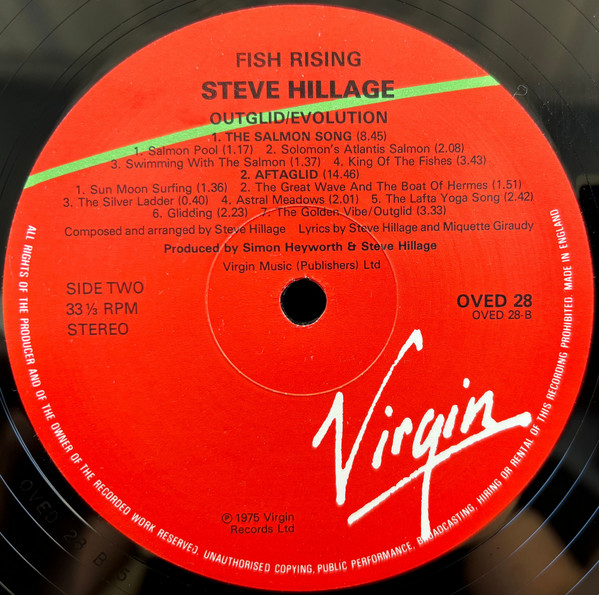 FISH RISING
STEVE HILLAGE
OUTGLID/EVOLUTION
1. THE SALMON SONG (8.45)
1. Salmon Pool (1.17) 2. Solomon's Atlantis Salmon (2.08)
3. Swimming With The Salmon (1.37) 4. King Of The Fishes (3.43)
2. AFTAGLID (14.46)
1. Sun Moon Surfing (1.36) 2. The Great Wave And The Boat Of Hermes (1.51)
3. The Silver Ladder (0.40) 4. Astral Meadows (2.01) 5. The Lafta Yoga Song (2.42)
6. Glidding (2.23) 7. The Golden Vibe/Outglid (3.33)
Composed and arranged by Steve Hillage Lyrics by Steve Hillage and Miquette Giraudy
Produced by Simon Heyworth & Steve Hillage
Virgin Music (Publishers) Ltd
SIDE TWO
33⅓ RPM
STEREO
OVED 28
OVED 28-B
Virgin
℗ 1975 Virgin
Records Ltd
ALL RIGHTS OF THE PRODUCER AND OF THE OWNER OF THE RECORDED WORK RESERVED. UNAUTHORISED COPYING, PUBLIC PERFORMANCE, BROADCASTING, HIRING OR RENTAL OF THIS RECORDING PROHIBITED. MADE IN ENGLAND
OVED 28 B